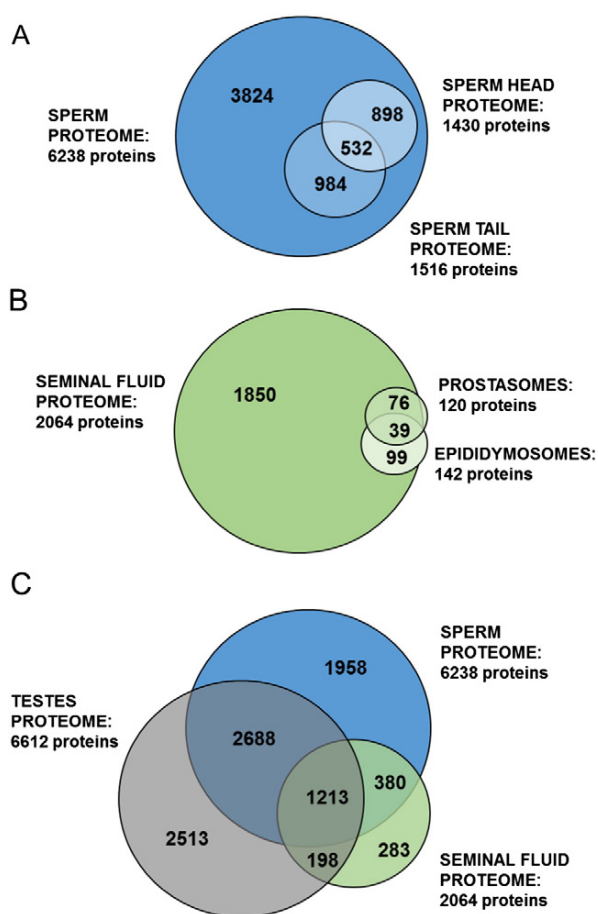 A
SPERM
PROTEOME:
6238 proteins
3824
898
532
984
SPERM HEAD
PROTEOME:
1430 proteins
SPERM TAIL
PROTEOME:
1516 proteins
B
SEMINAL FLUID
PROTEOME:
2064 proteins
1850
76
39
99
PROSTASOMES:
120 proteins
EPIDIDYMOSOMES:
142 proteins
C
SPERM
PROTEOME:
6238 proteins
TESTES
PROTEOME:
6612 proteins
1958
2688
380
1213
2513
198
283
SEMINAL FLUID
PROTEOME:
2064 proteins